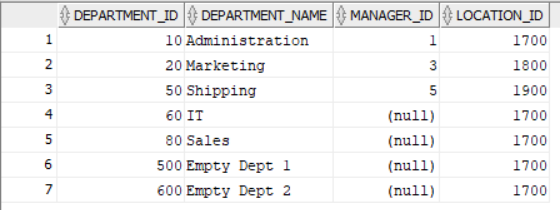 DEPARTMENT_ID DEPARTMENT_NAME MANAGER_ID LOCATION_ID
1 10 Administration 1 1700
2 20 Marketing 3 1800
3 50 Shipping 5 1900
4 60 IT (null) 1700
5 80 Sales (null) 1700
6 500 Empty Dept 1 (null) 1700
7 600 Empty Dept 2 (null) 1700